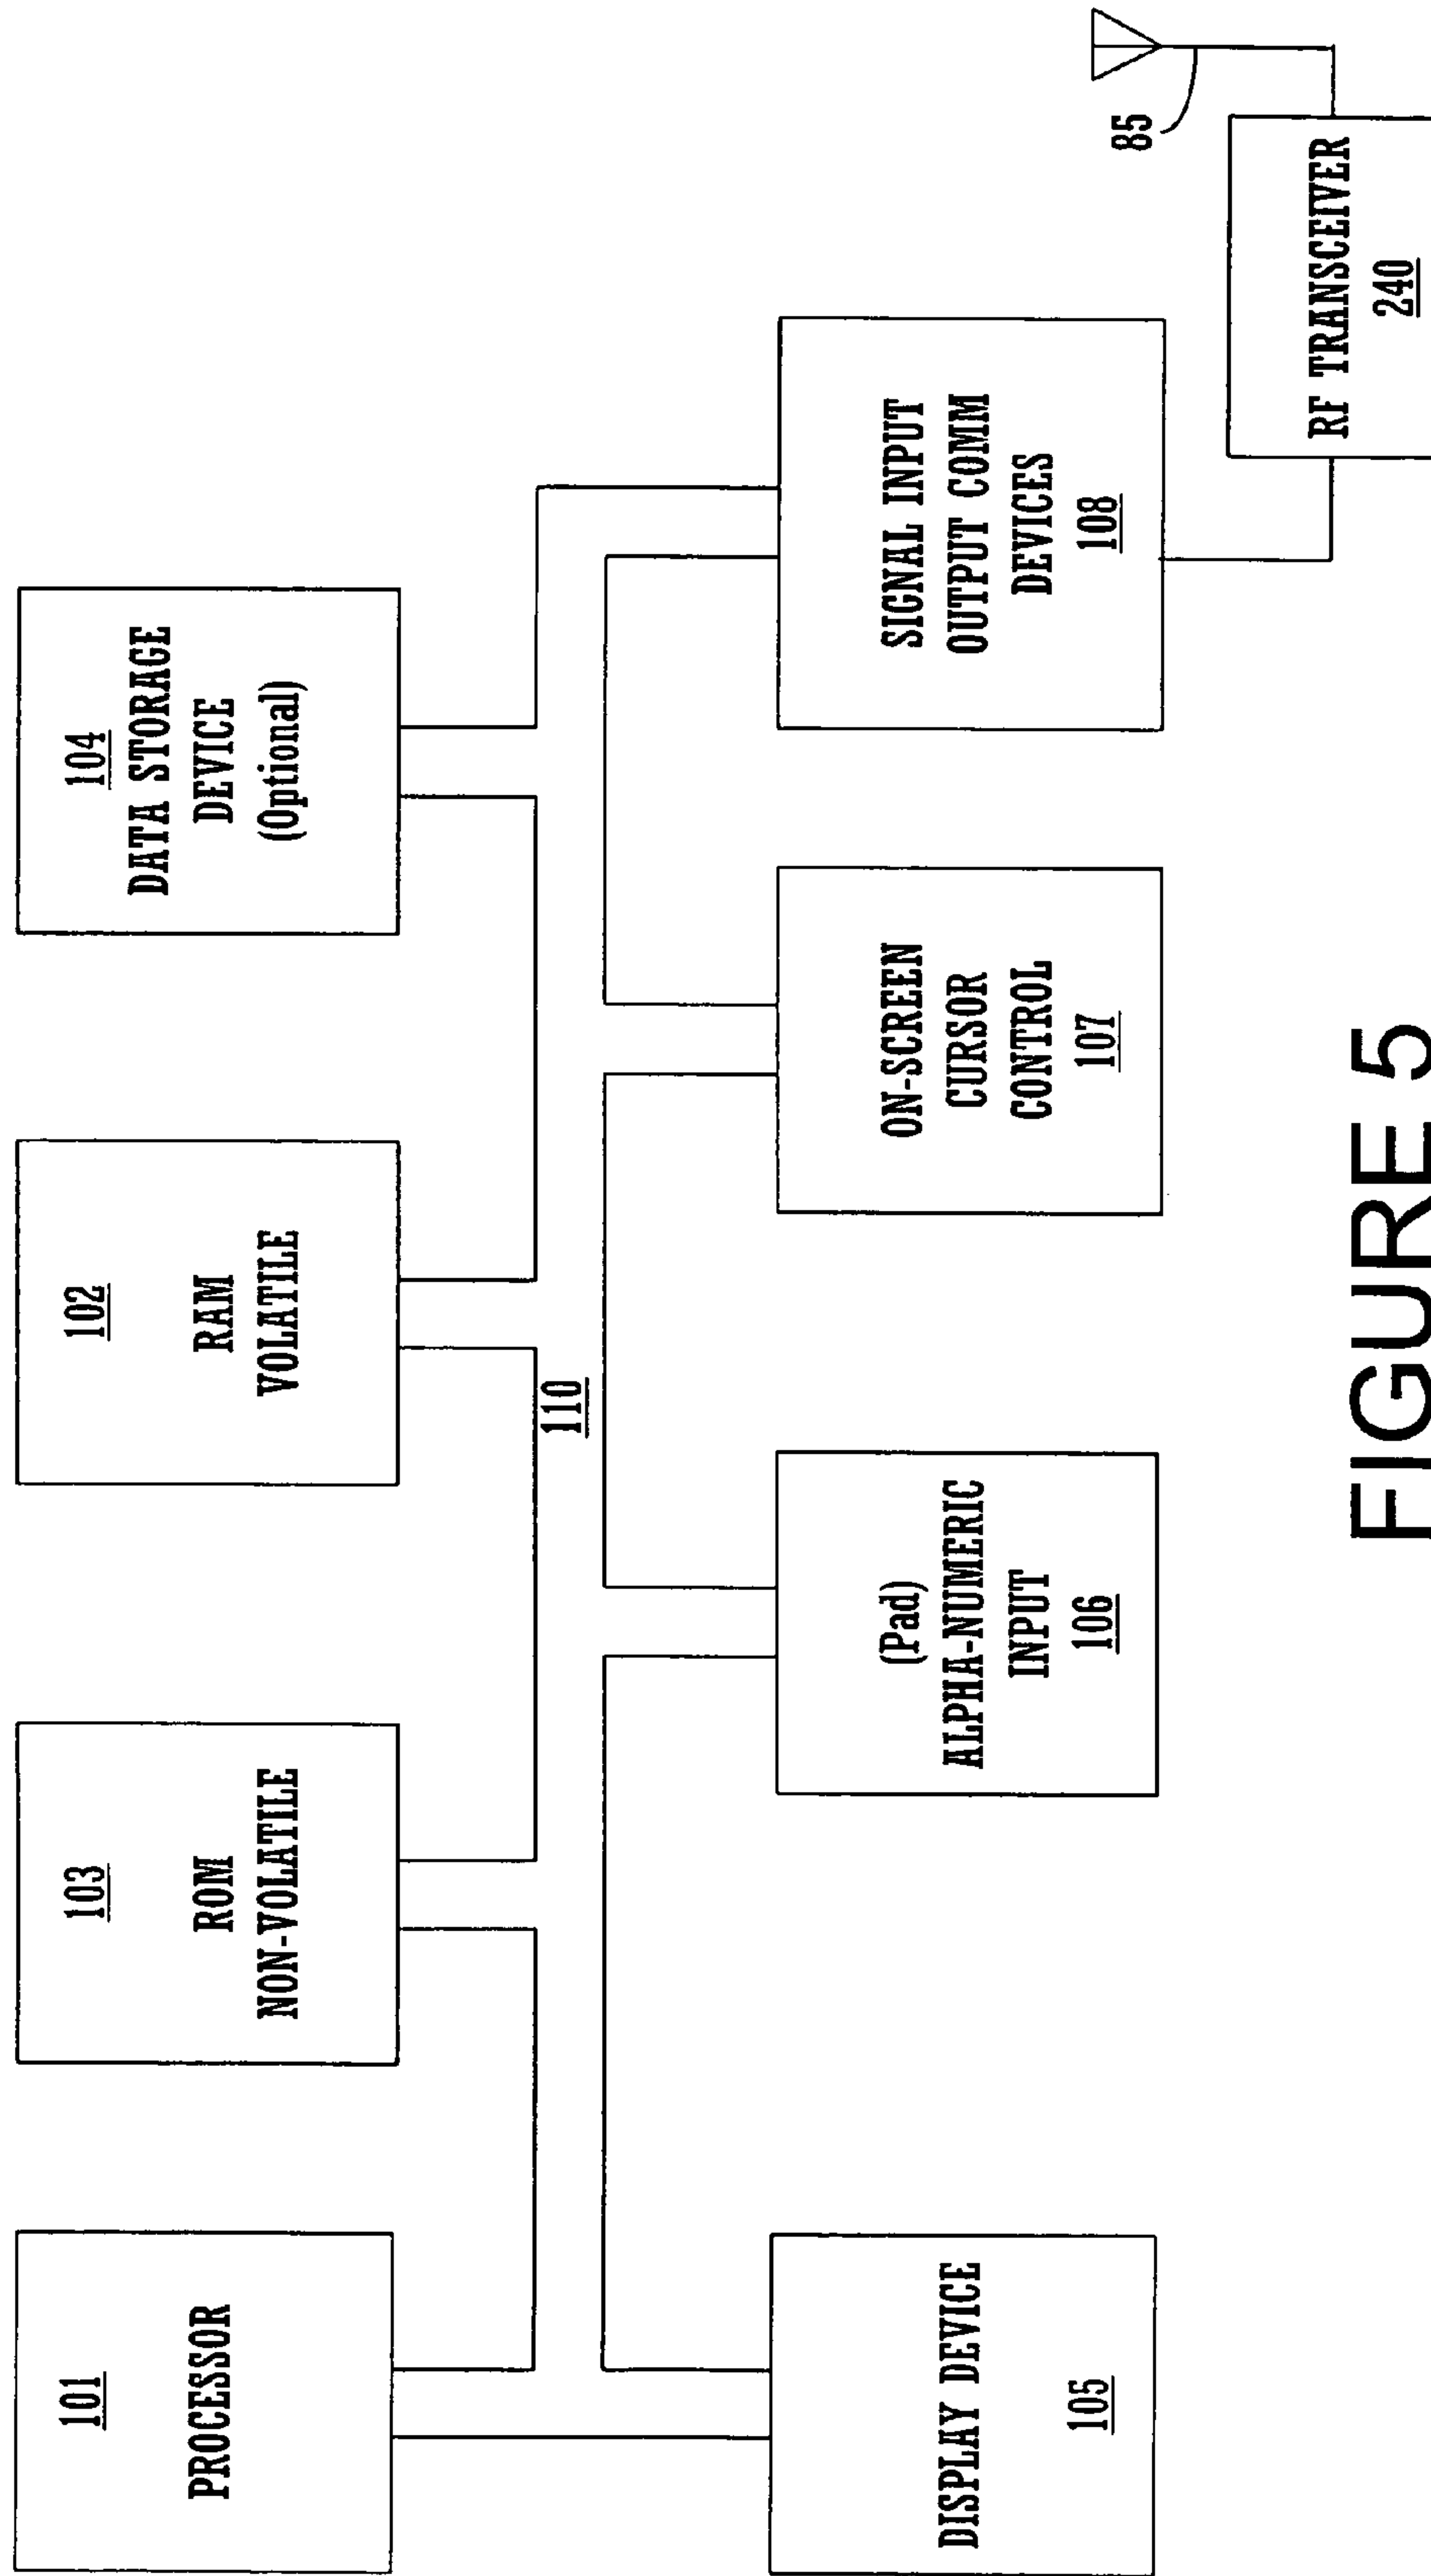 101
PROCESSOR
103
ROM
NON-VOLATILE
102
RAM
VOLATILE
104
DATA STORAGE
DEVICE
(Optional)
110
DISPLAY DEVICE
105
(Pad)
ALPHA-NUMERIC
INPUT
106
ON-SCREEN
CURSOR
CONTROL
107
SIGNAL INPUT
OUTPUT COMM
DEVICES
108
85
RF TRANSCEIVER
240
FIGURE 5